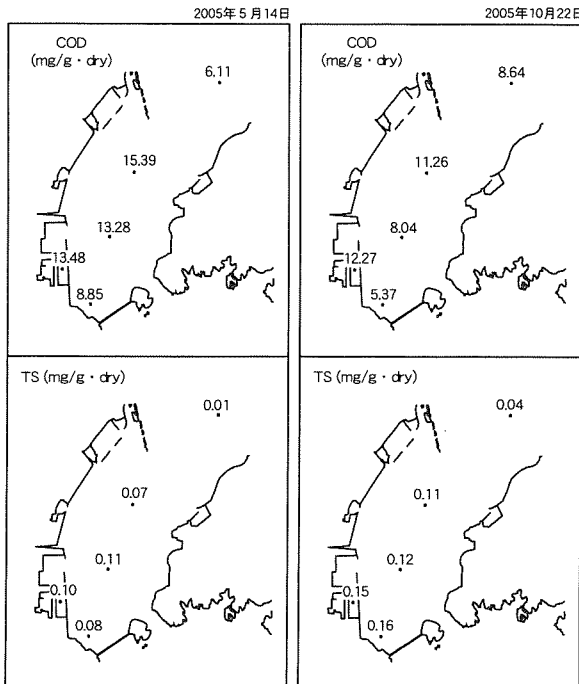 2005年5月14日
2005年10月22日
COD
(mg/g・dry)
6.11
15.39
13.28
13.48
8.85
COD
(mg/g・dry)
8.64
11.26
8.04
12.27
5.37
TS (mg/g・dry)
0.01
0.07
0.11
0.10
0.08
TS (mg/g・dry)
0.04
0.11
0.12
0.15
0.16